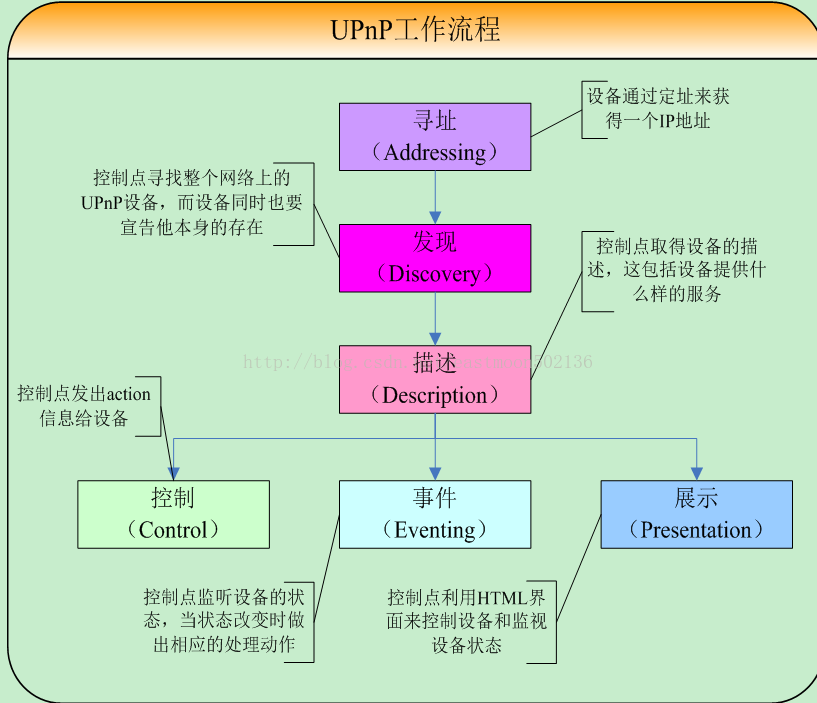 UPnP工作流程
寻址
（Addressing）
设备通过定址来获
得一个IP地址
控制点寻找整个网络上的
UPnP设备，而设备同时也要
宣告他本身的存在
发现
（Discovery）
控制点取得设备的描
述，这包括设备提供什
么样的服务
描述
（Description）
控制点发出action
信息给设备
控制
（Control）
事件
（Eventing）
展示
（Presentation）
控制点监听设备的状
态，当状态改变时做
出相应的处理动作
控制点利用HTML界
面来控制设备和监视
设备状态